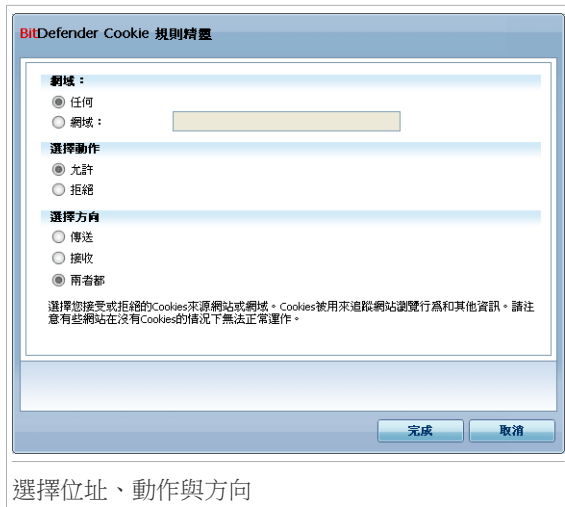 BitDefender Cookie 規則精靈
網域：
任何
網域：
選擇動作
允許
拒絕
選擇方向
傳送
接收
兩者都
選擇您接受或拒絕的Cookies來源網站或網域。Cookies被用來追蹤網站瀏覽行為和其他資訊。請注
意有些網站在沒有Cookies的情況下無法正常運作。
完成 取消
選擇位址、動作與方向